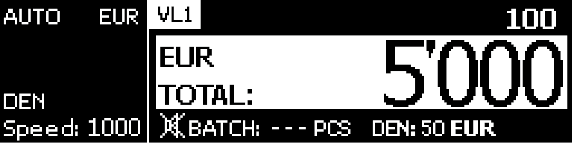 AUTO EUR VL1 100
EUR
TOTAL: 5'000
DEN
Speed: 1000 BATCH: --- PCS DEN: 50 EUR